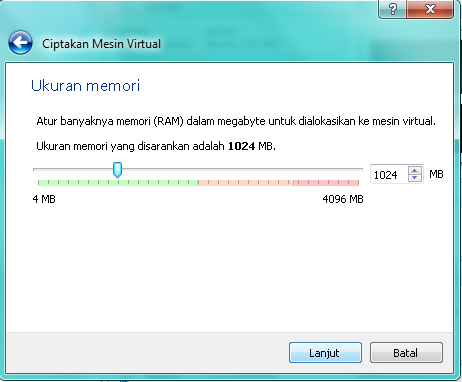 Ciptakan Mesin Virtual
Ukuran memori
Atur banyaknya memori (RAM) dalam megabyte untuk dialokasikan ke mesin virtual.
Ukuran memori yang disarankan adalah 1024 MB.
1024 MB
4 MB 4096 MB
Lanjut Batal